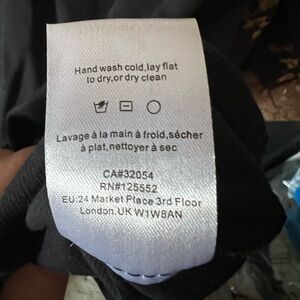 Hand wash cold,lay flat
to dry,or dry clean
Lavage à la main à froid,sécher
à plat,nettoyer à sec
CA#32054
RN#125552
EU:24 Market Place 3rd Floor
London.UK W1W8AN